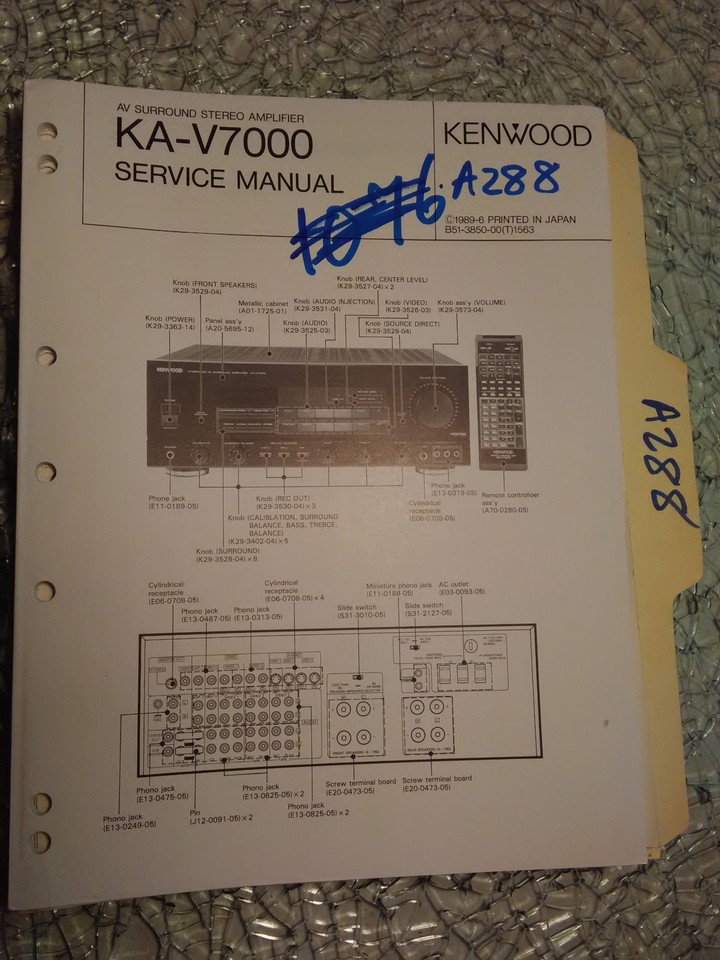 AV SURROUND STEREO AMPLIFIER
KA-V7000
SERVICE MANUAL
KENWOOD
A288
©1989-6 PRINTED IN JAPAN
B51-3850-00(T)1563
Knob (FRONT SPEAKERS)
(K29-3529-04)
Knob (REAR, CENTER LEVEL)
(K29-3527-04) × 2
Metallic cabinet
(A01-1725-01)
Knob (AUDIO INJECTION)
(K29-3531-04)
Knob (VIDEO)
(K29-3526-03)
Knob ass'y (VOLUME)
(K29-3573-04)
Knob (POWER)
(K29-3363-14)
Panel ass'y
(A20-5695-12)
Knob (AUDIO)
(K29-3525-03)
Knob (SOURCE DIRECT)
(K29-3529-04)
KENWOOD
KENWOOD
A288
Phone jack
(E11-0189-05)
Knob (REC OUT)
(K29-3530-04) × 3
Phono jack
(E13-0319-05)
Cylindrical
receptacle
(E06-0709-05)
Remote controller
ass'y
(A70-0280-05)
Knob (CALIBLATION, SURROUND
BALANCE, BASS, TREBCE,
BALANCE)
(K29-3402-04) × 5
Knob (SURROUND)
(K29-3528-04) × 8
Cylindrical
receptacle
(E06-0708-05)
Cylindrical
receptacle
(E06-0708-05) × 4
Miniature phono jack
(E11-0188-05)
AC outlet
(E03-0093-05)
Phono jack
(E13-0487-05)
Phono jack
(E13-0313-05)
Slide switch
(S31-3010-05)
Slide switch
(S31-2127-05)
Phono jack
(E13-0475-05)
Phono jack
(E13-0825-05) × 2
Screw terminal board
(E20-0473-05)
Screw terminal board
(E20-0473-05)
Phono jack
(E13-0249-05)
Pin
(J12-0091-05) × 2
Phono jack
(E13-0825-05) × 2